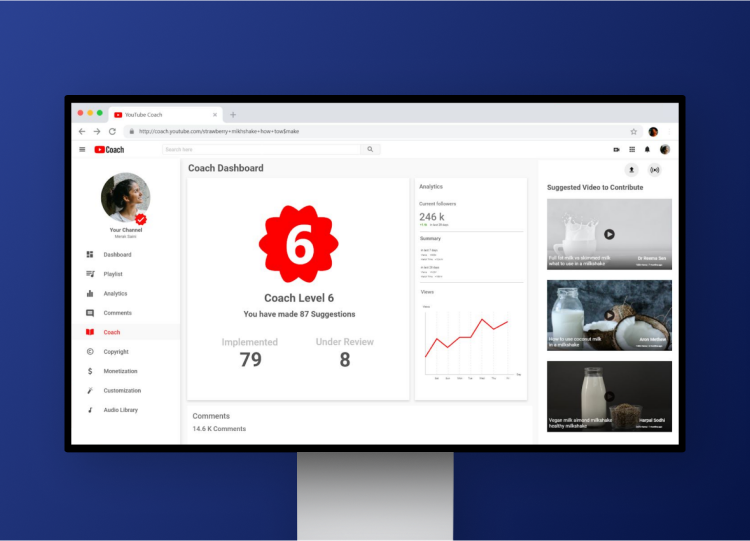 YouTube Coach
http://coach.youtube.com/strawberry+milkhshake+how+tow$make
Coach
Search here
Your Channel
Dashboard
Playlist
Analytics
Comments
Coach
Copyright
Monetization
Customization
Audio Library
Coach Dashboard
6
Coach Level 6
You have made 87 Suggestions
Implemented
79
Under Review
8
Comments
14.6 K Comments
Analytics
Current followers
246 k
Summary
Views
Suggested Video to Contribute
Full fat milk vs skimmed milk
what to use in a milkshake
How to use coconut milk
in a milkshake
Vegan milk almond milkshake
healthy milkshake
Harpal Sodhi